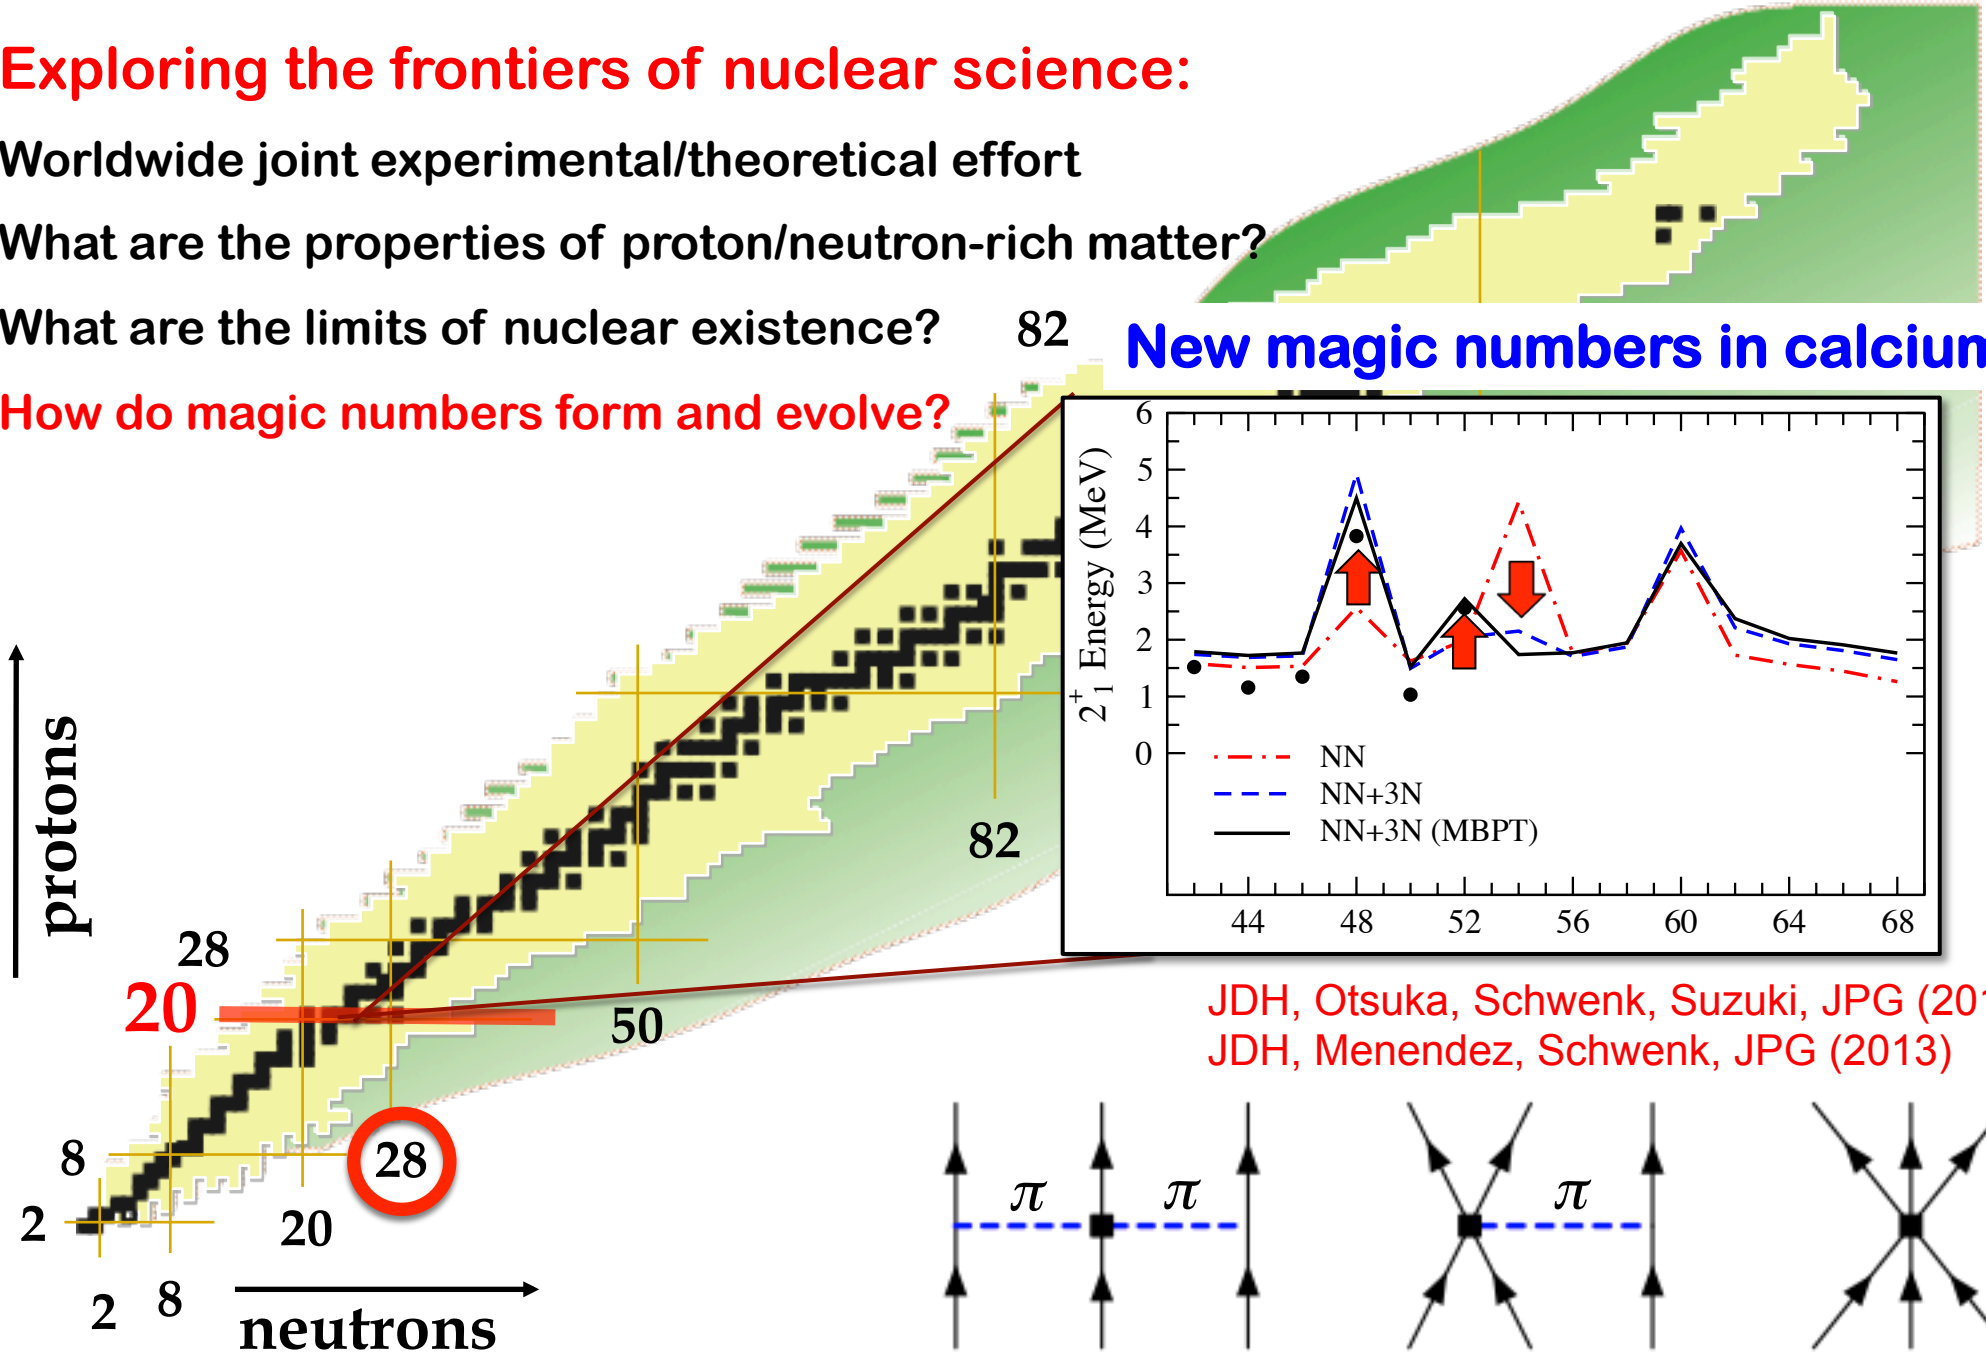 Exploring the frontiers of nuclear science:
Worldwide joint experimental/theoretical effort
What are the properties of proton/neutron-rich matter?
What are the limits of nuclear existence?
How do magic numbers form and evolve?
82
New magic numbers in calcium
6
5
4
3
2
1
0
2⁺₁ Energy (MeV)
NN
NN+3N
NN+3N (MBPT)
44 48 52 56 60 64 68
82
protons
28
20
50
JDH, Otsuka, Schwenk, Suzuki, JPG (201
JDH, Menendez, Schwenk, JPG (2013)
8
28
2
20
2 8
neutrons
π π π